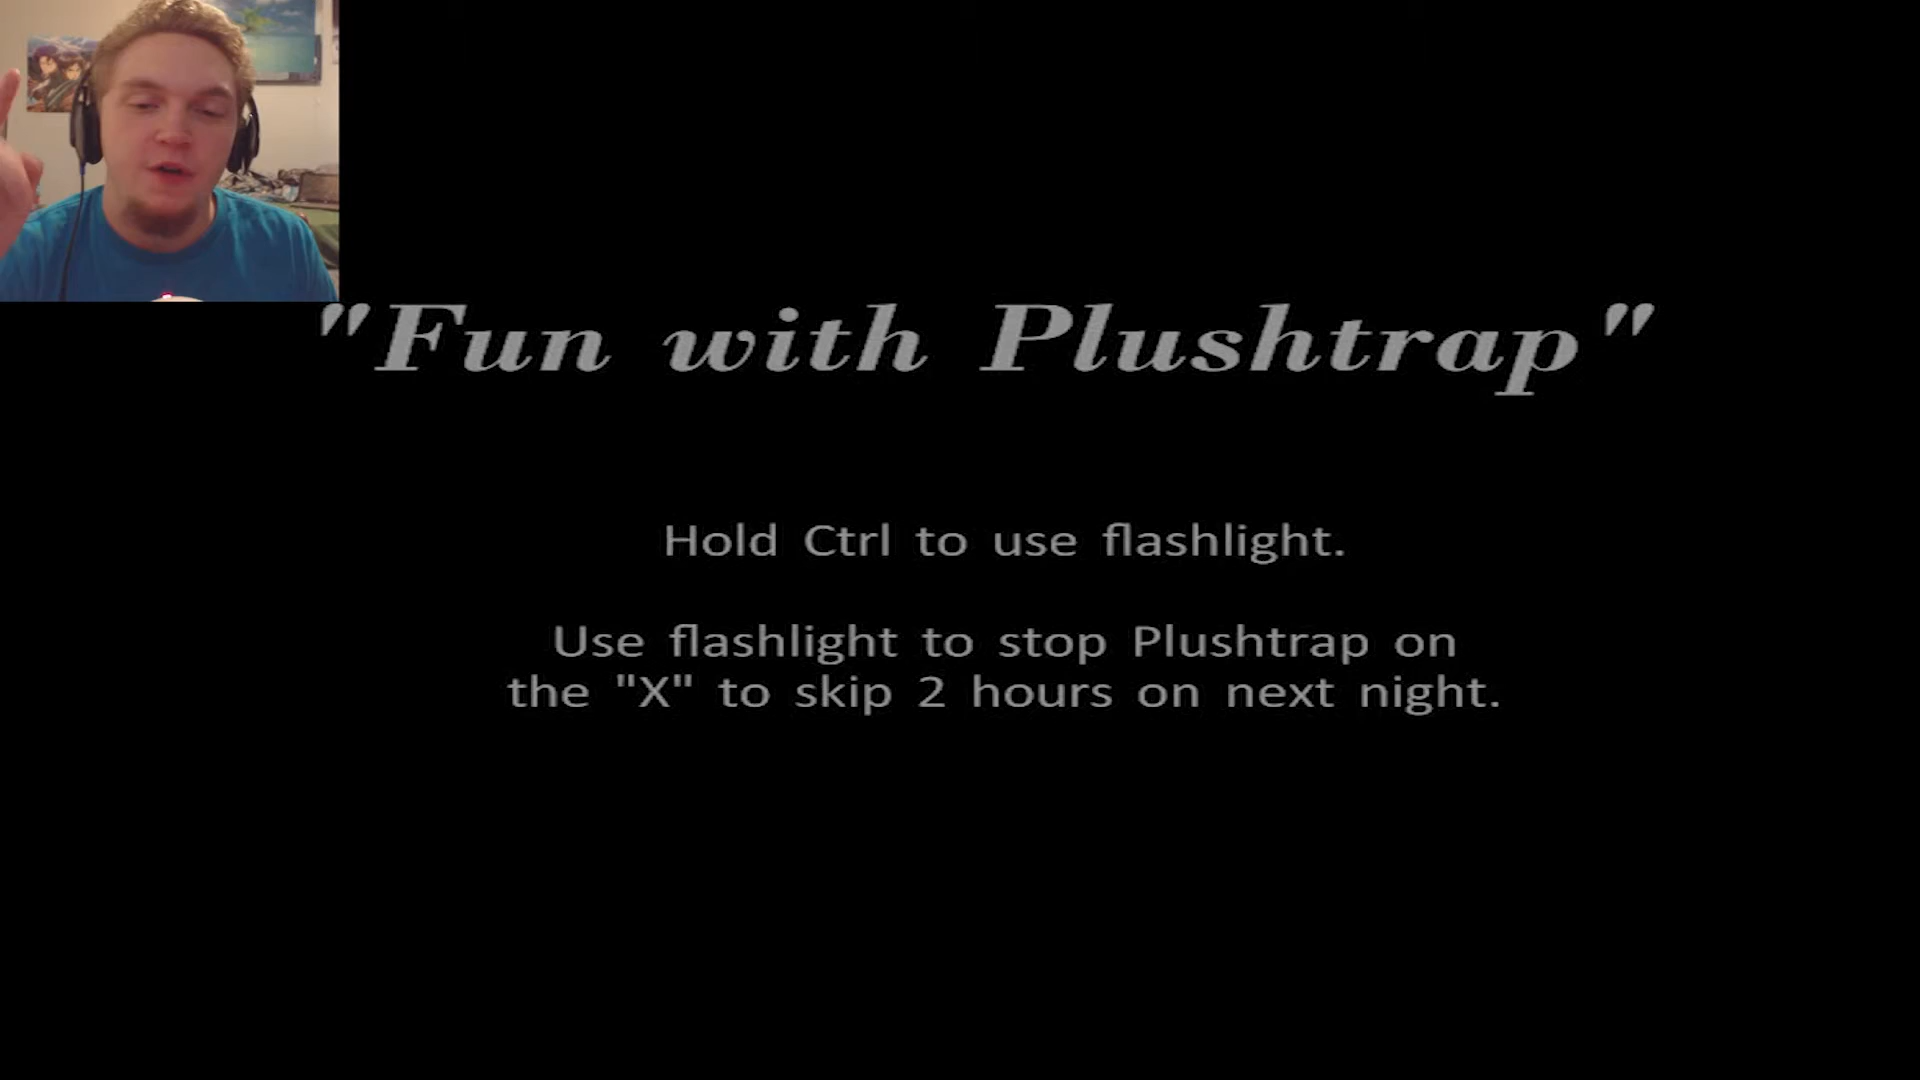 "Fun with Plushtrap"
Hold Ctrl to use flashlight.
Use flashlight to stop Plushtrap on
the "X" to skip 2 hours on next night.